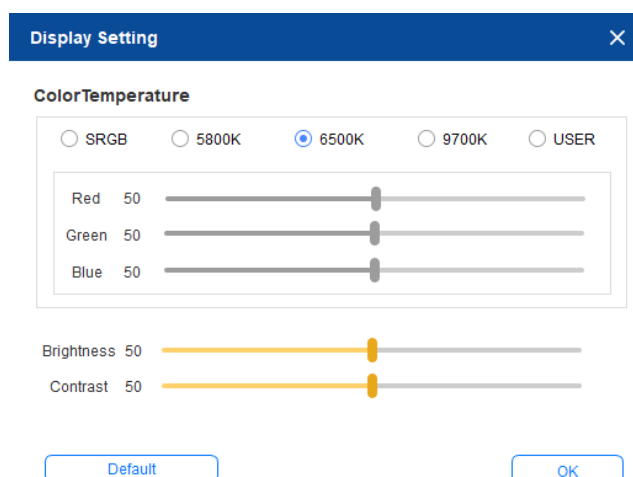 Display Setting
ColorTemperature
SRGB 5800K 6500K 9700K USER
Red 50
Green 50
Blue 50
Brightness 50
Contrast 50
Default OK